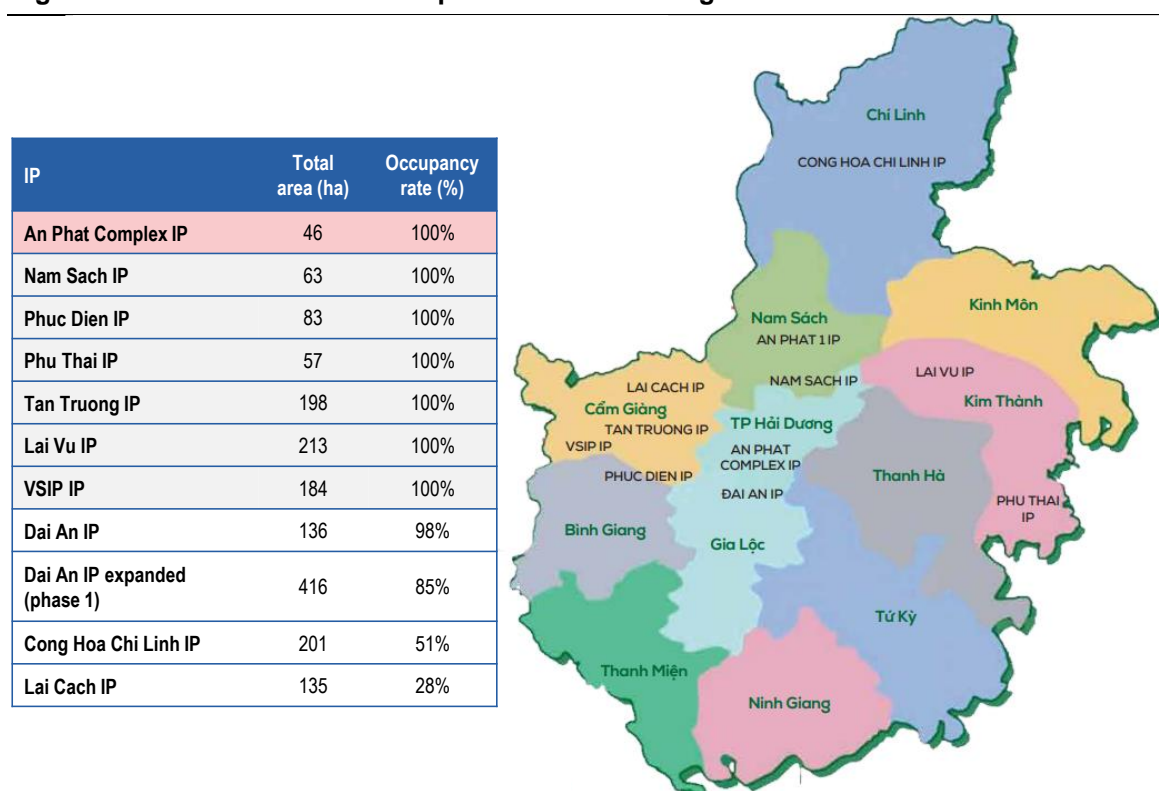 IP Total area (ha) Occupancy rate (%)
An Phat Complex IP 46 100%
Nam Sach IP 63 100%
Phuc Dien IP 83 100%
Phu Thai IP 57 100%
Tan Truong IP 198 100%
Lai Vu IP 213 100%
VSIP IP 184 100%
Dai An IP 136 98%
Dai An IP expanded (phase 1) 416 85%
Cong Hoa Chi Linh IP 201 51%
Lai Cach IP 135 28%
Chí Linh
CONG HOA CHI LINH IP
Kinh Môn
Nam Sách
AN PHAT 1 IP
NAM SACH IP
LAI VU IP
Kim Thành
LAI CACH IP
Cẩm Giàng
TAN TRUONG IP
VSIP IP
PHUC DIEN IP
TP Hải Dương
AN PHAT
COMPLEX IP
ĐAI AN IP
Thanh Hà
PHU THAI
IP
Bình Giang
Gia Lộc
Tứ Kỳ
Thanh Miện
Ninh Giang